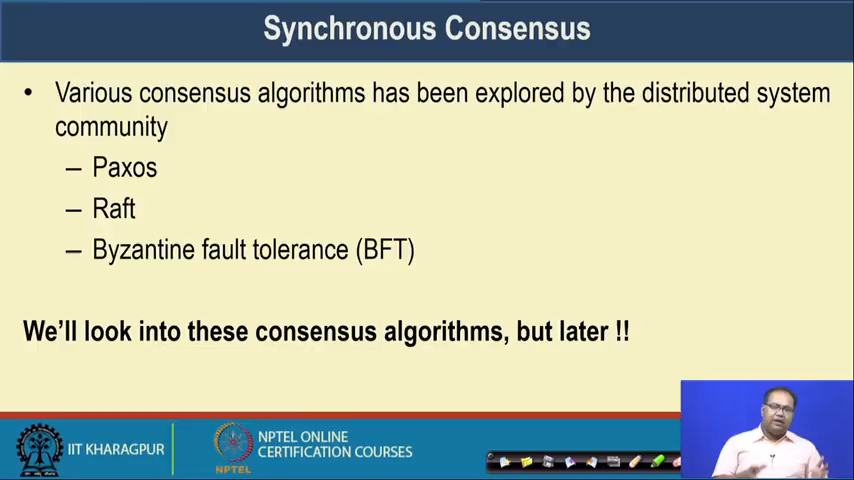 Synchronous Consensus
• Various consensus algorithms has been explored by the distributed system
community
– Paxos
– Raft
– Byzantine fault tolerance (BFT)
We'll look into these consensus algorithms, but later !!
IIT KHARAGPUR
NPTEL
NPTEL ONLINE
CERTIFICATION COURSES